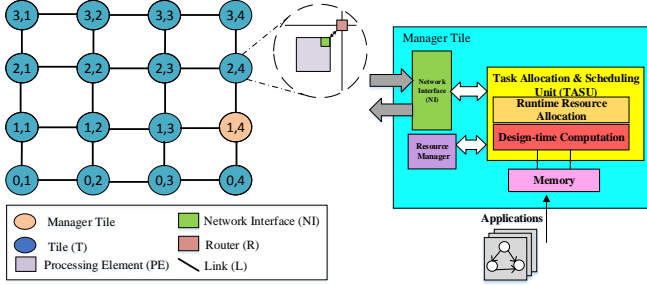 3,1 3,2 3,3 3,4
2,1 2,2 2,3 2,4
1,1 1,2 1,3 1,4
0,1 0,2 0,3 0,4
Manager Tile
Tile (T)
Processing Element (PE)
Network Interface (NI)
Router (R)
Link (L)
Manager Tile
Network
Interface
(NI)
Resource
Manager
Task Allocation & Scheduling
Unit (TASU)
Runtime Resource
Allocation
Design-time Computation
Memory
Applications